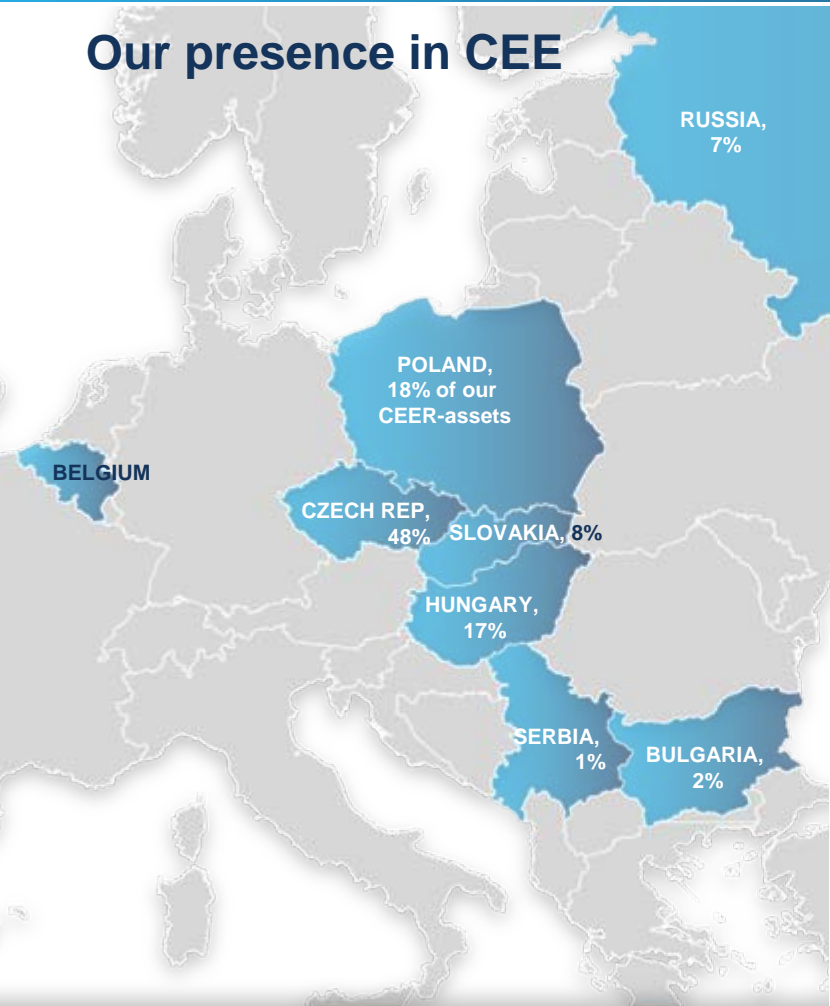 Our presence in CEE
RUSSIA,
7%
POLAND,
18% of our
CEER-assets
BELGIUM
CZECH REP,
48%
SLOVAKIA, 8%
HUNGARY,
17%
SERBIA,
1%
BULGARIA,
2%